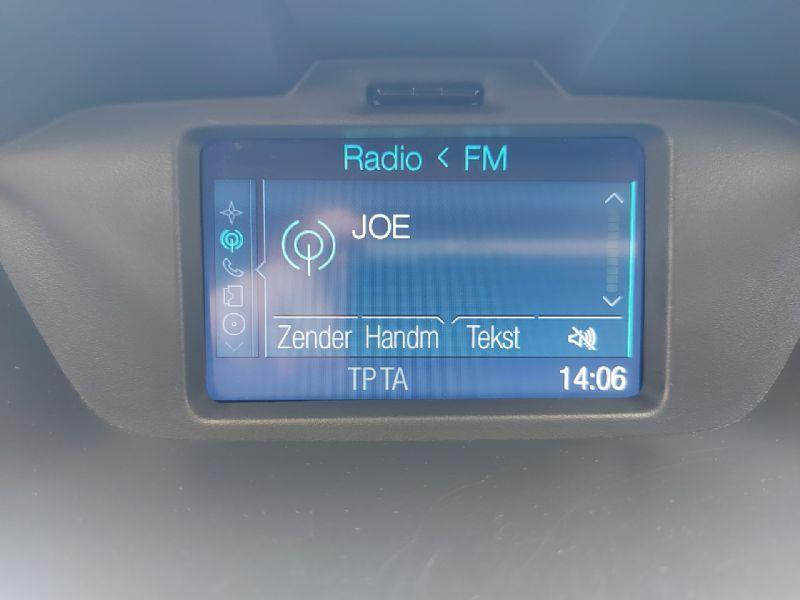 Radio < FM
JOE
Zender Handm Tekst
TP TA 14:06